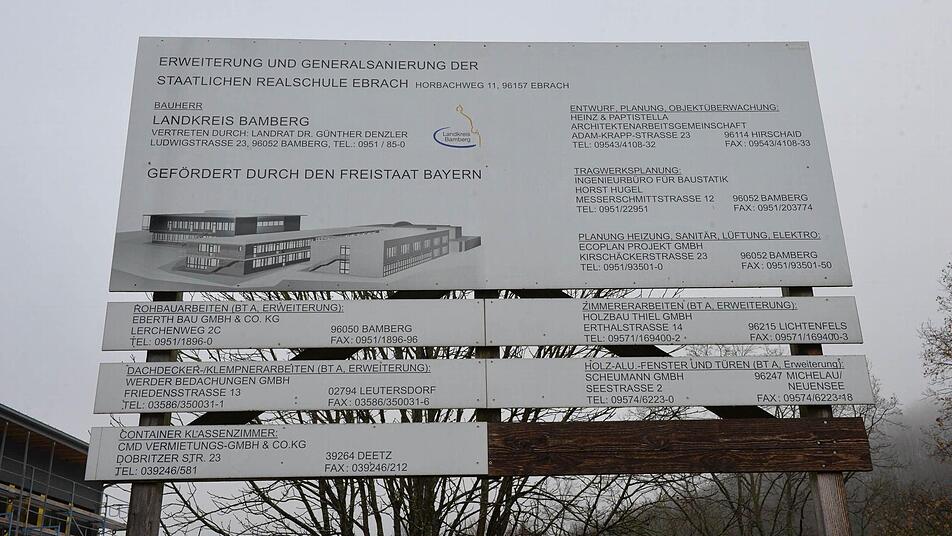 ERWEITERUNG UND GENERALSANIERUNG DER
STAATLICHEN REALSCHULE EBRACH HORBACHWEG 11, 96157 EBRACH
BAUHERR
LANDKREIS BAMBERG
VERTRETEN DURCH: LANDRAT DR. GÜNTHER DENZLER
LUDWIGSTRASSE 23, 96052 BAMBERG, TEL.: 0951 / 85-0
Landkreis
Bamberg
GEFÖRDERT DURCH DEN FREISTAAT BAYERN
ENTWURF, PLANUNG, OBJEKTÜBERWACHUNG:
HEINZ & PAPTISTELLA
ARCHITEKTENARBEITSGEMEINSCHAFT
ADAM-KRAPP-STRASSE 23 96114 HIRSCHAID
TEL: 09543/4108-32 FAX: 09543/4108-33
TRAGWERKSPLANUNG:
INGENIEURBÜRO FÜR BAUSTATIK
HORST HUGEL
MESSERSCHMITTSTRASSE 12 96052 BAMBERG
TEL: 0951/22951 FAX: 0951/203774
PLANUNG HEIZUNG, SANITÄR, LÜFTUNG, ELEKTRO:
ECOPLAN PROJEKT GMBH
KIRSCHÄCKERSTRASSE 23 96052 BAMBERG
TEL: 0951/93501-0 FAX: 0951/93501-50
ROHBAUARBEITEN (BT A, ERWEITERUNG):
EBERTH BAU GMBH & CO. KG
LERCHENWEG 2C 96050 BAMBERG
TEL: 0951/1896-0 FAX: 0951/1896-96
ZIMMERERARBEITEN (BT A, ERWEITERUNG):
HOLZBAU THIEL GMBH
ERTHALSTRASSE 14 96215 LICHTENFELS
TEL: 09571/169400-2 FAX: 09571/169400-3
DACHDECKER-/KLEMPNERARBEITEN (BT A, ERWEITERUNG):
WERDER BEDACHUNGEN GMBH
FRIEDENSSTRASSE 13 02794 LEUTERSDORF
TEL: 03586/350031-1 FAX: 03586/350031-6
HOLZ-ALU.-FENSTER UND TÜREN (BT A, ERWEITERUNG):
SCHEUMANN GMBH 96247 MICHELAU/
SEESTRASSE 2 NEUENSEE
TEL: 09574/6223-0 FAX: 09574/6223-18
CONTAINER KLASSENZIMMER:
CMD VERMIETUNGS-GMBH & CO.KG
DOBRITZER STR. 23 39264 DEETZ
TEL: 039246/581 FAX: 039246/212